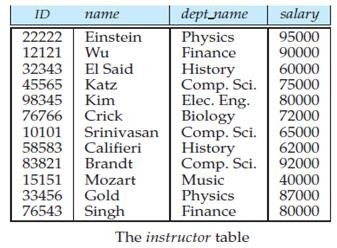 ID name dept_name salary
22222 Einstein Physics 95000
12121 Wu Finance 90000
32343 El Said History 60000
45565 Katz Comp. Sci. 75000
98345 Kim Elec. Eng. 80000
76766 Crick Biology 72000
10101 Srinivasan Comp. Sci. 65000
58583 Califieri History 62000
83821 Brandt Comp. Sci. 92000
15151 Mozart Music 40000
33456 Gold Physics 87000
76543 Singh Finance 80000
The instructor table